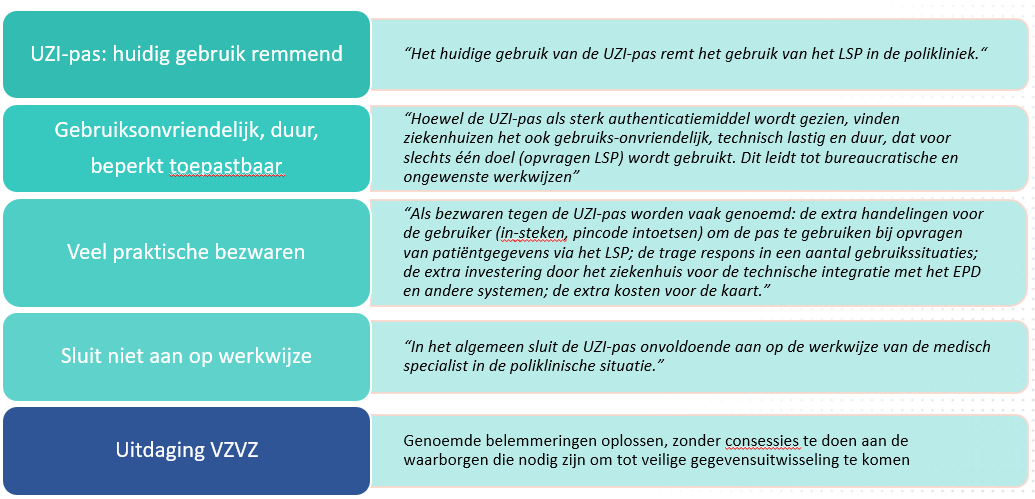 UZI-pas: huidig gebruik remmend
“Het huidige gebruik van de UZI-pas remt het gebruik van het LSP in de polikliniek.“
Gebruiksonvriendelijk, duur,
beperkt toepastbaar
“Hoewel de UZI-pas als sterk authenticatiemiddel wordt gezien, vinden
ziekenhuizen het ook gebruiks-onvriendelijk, technisch lastig en duur, dat voor
slechts één doel (opvragen LSP) wordt gebruikt. Dit leidt tot bureaucratische en
ongewenste werkwijzen”
Veel praktische bezwaren
“Als bezwaren tegen de UZI-pas worden vaak genoemd: de extra handelingen voor
de gebruiker (in-steken, pincode intoetsen) om de pas te gebruiken bij opvragen
van patiëntgegevens via het LSP; de trage respons in een aantal gebruikssituaties;
de extra investering door het ziekenhuis voor de technische integratie met het EPD
en andere systemen; de extra kosten voor de kaart.”
Sluit niet aan op werkwijze
“In het algemeen sluit de UZI-pas onvoldoende aan op de werkwijze van de medisch
specialist in de poliklinische situatie.”
Uitdaging VZVZ
Genoemde belemmeringen oplossen, zonder consessies te doen aan de
waarborgen die nodig zijn om tot veilige gegevensuitwisseling te komen